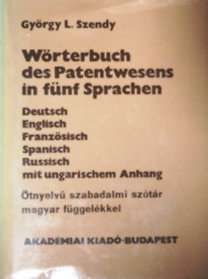 György L. Szendy
Wörterbuch
des Patentwesens
in fünf Sprachen
Deutsch
Englisch
Französisch
Spanisch
Russisch
mit ungarischem Anhang
Ötnyelvű szabadalmi szótár
magyar függelékkel
AKADÉMIAI KIADÓ·BUDAPEST